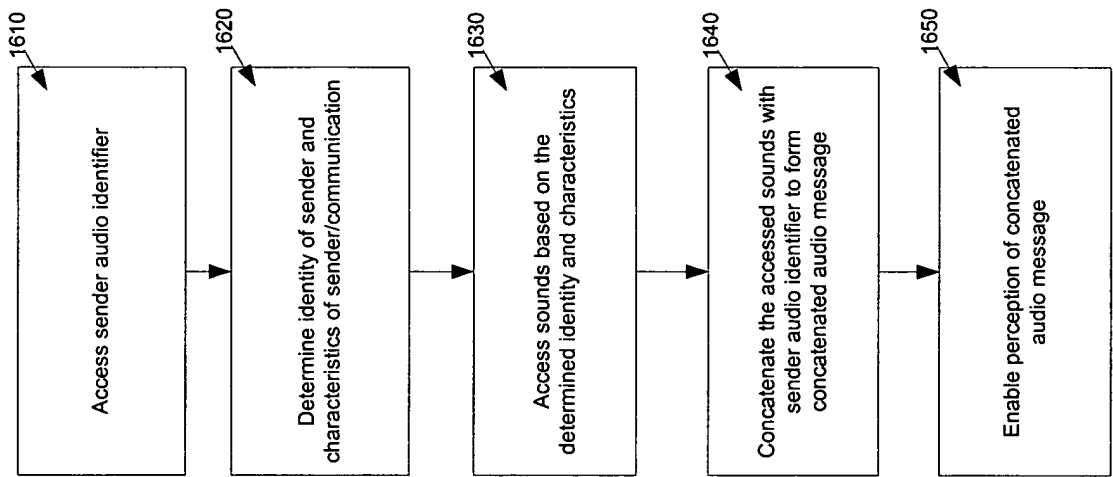 1610
Access sender audio identifier
1620
Determine identity of sender and
characteristics of sender/communication
1630
Access sounds based on the
determined identity and characteristics
1640
Concatenate the accessed sounds with
sender audio identifier to form
concatenated audio message
1650
Enable perception of concatenated
audio message